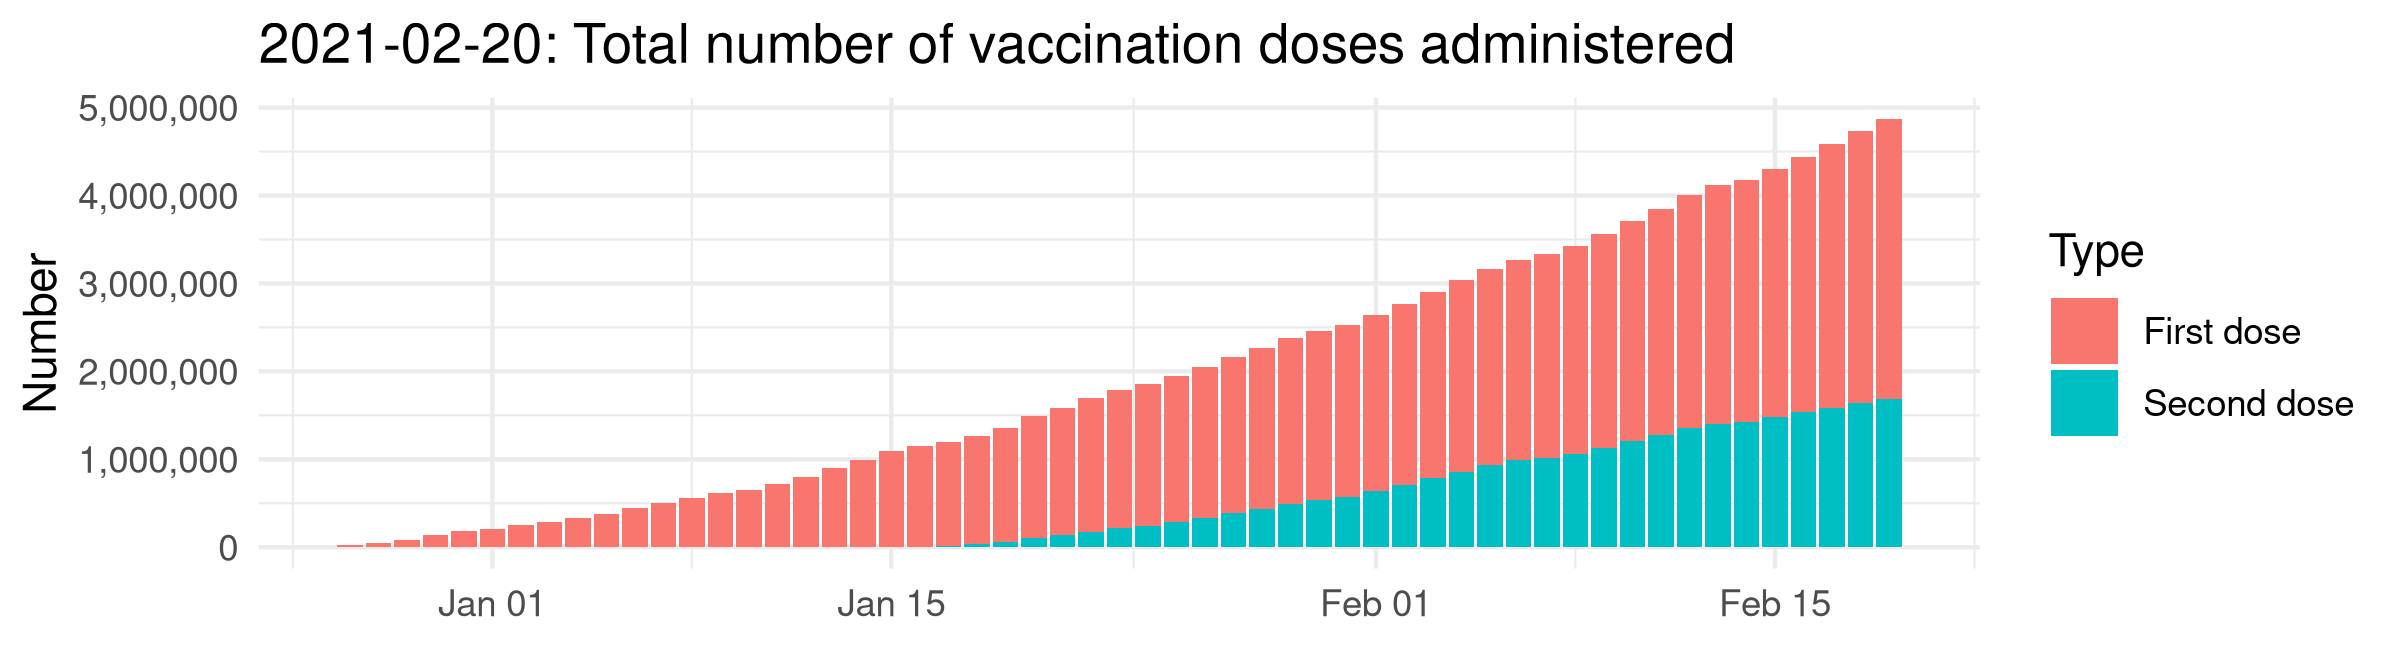 2021-02-20: Total number of vaccination doses administered
Number
5,000,000
4,000,000
3,000,000
2,000,000
1,000,000
0
Jan 01
Jan 15
Feb 01
Feb 15
Type
First dose
Second dose